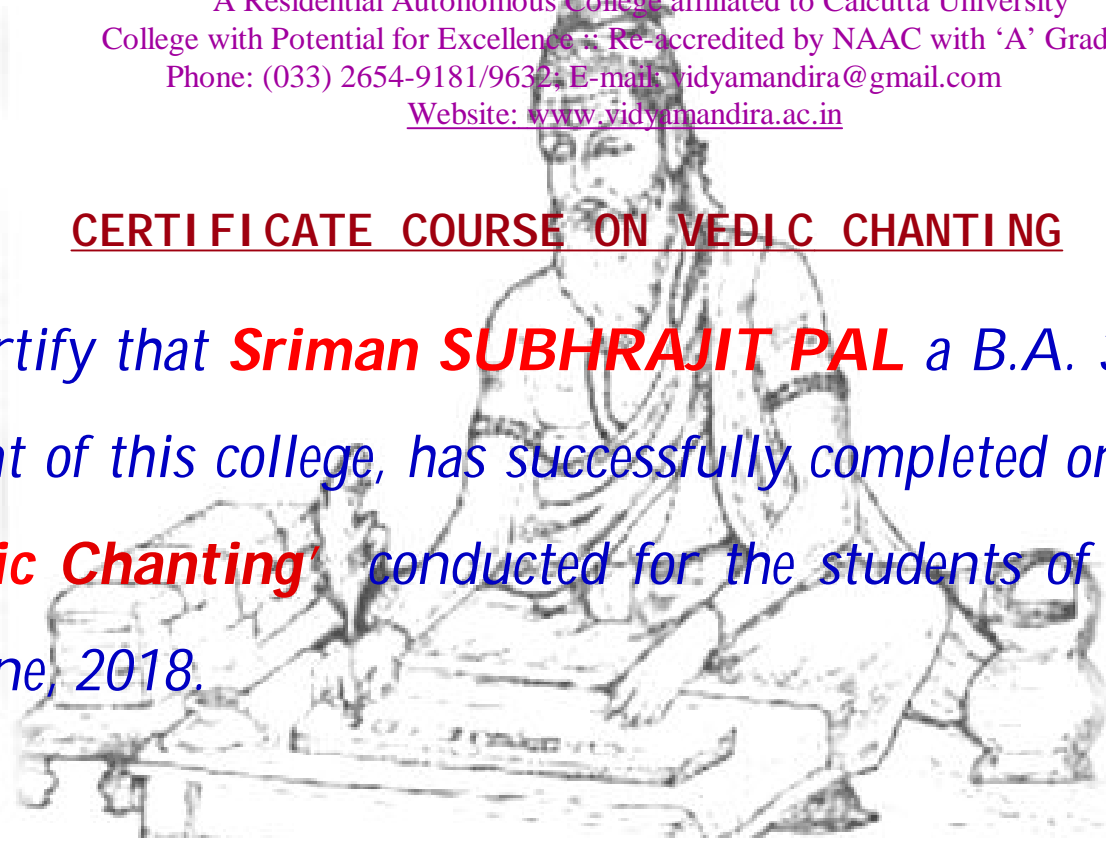 A Residential Autonomous College affiliated to Calcutta University
College with Potential for Excellence :: Re-accredited by NAAC with ‘A’ Grad
Phone: (033) 2654-9181/9632; E-mail: vidyamandira@gmail.com
Website: www.vidyamandira.ac.in
CERTIFICATE COURSE ON VEDIC CHANTING
rtify that Sriman SUBHRAJIT PAL a B.A.
nt of this college, has successfully completed
ic Chanting’ conducted for the students of
ne, 2018.